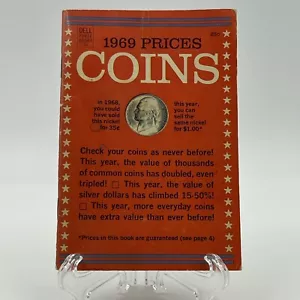 DELL
1969 PRICES
COINS
In 1968,
you could
have sold
this nickel
for 15¢
this year,
you can
sell the
same nickel
for $1.00*
Check your coins as never before!
This year, the value of thousands
of common coins has doubled, even
tripled! This year, the value of
silver dollars has climbed 15-50%!
This year, more everyday coins
have extra value than ever before!
*Prices in this book are guaranteed (see page 4)